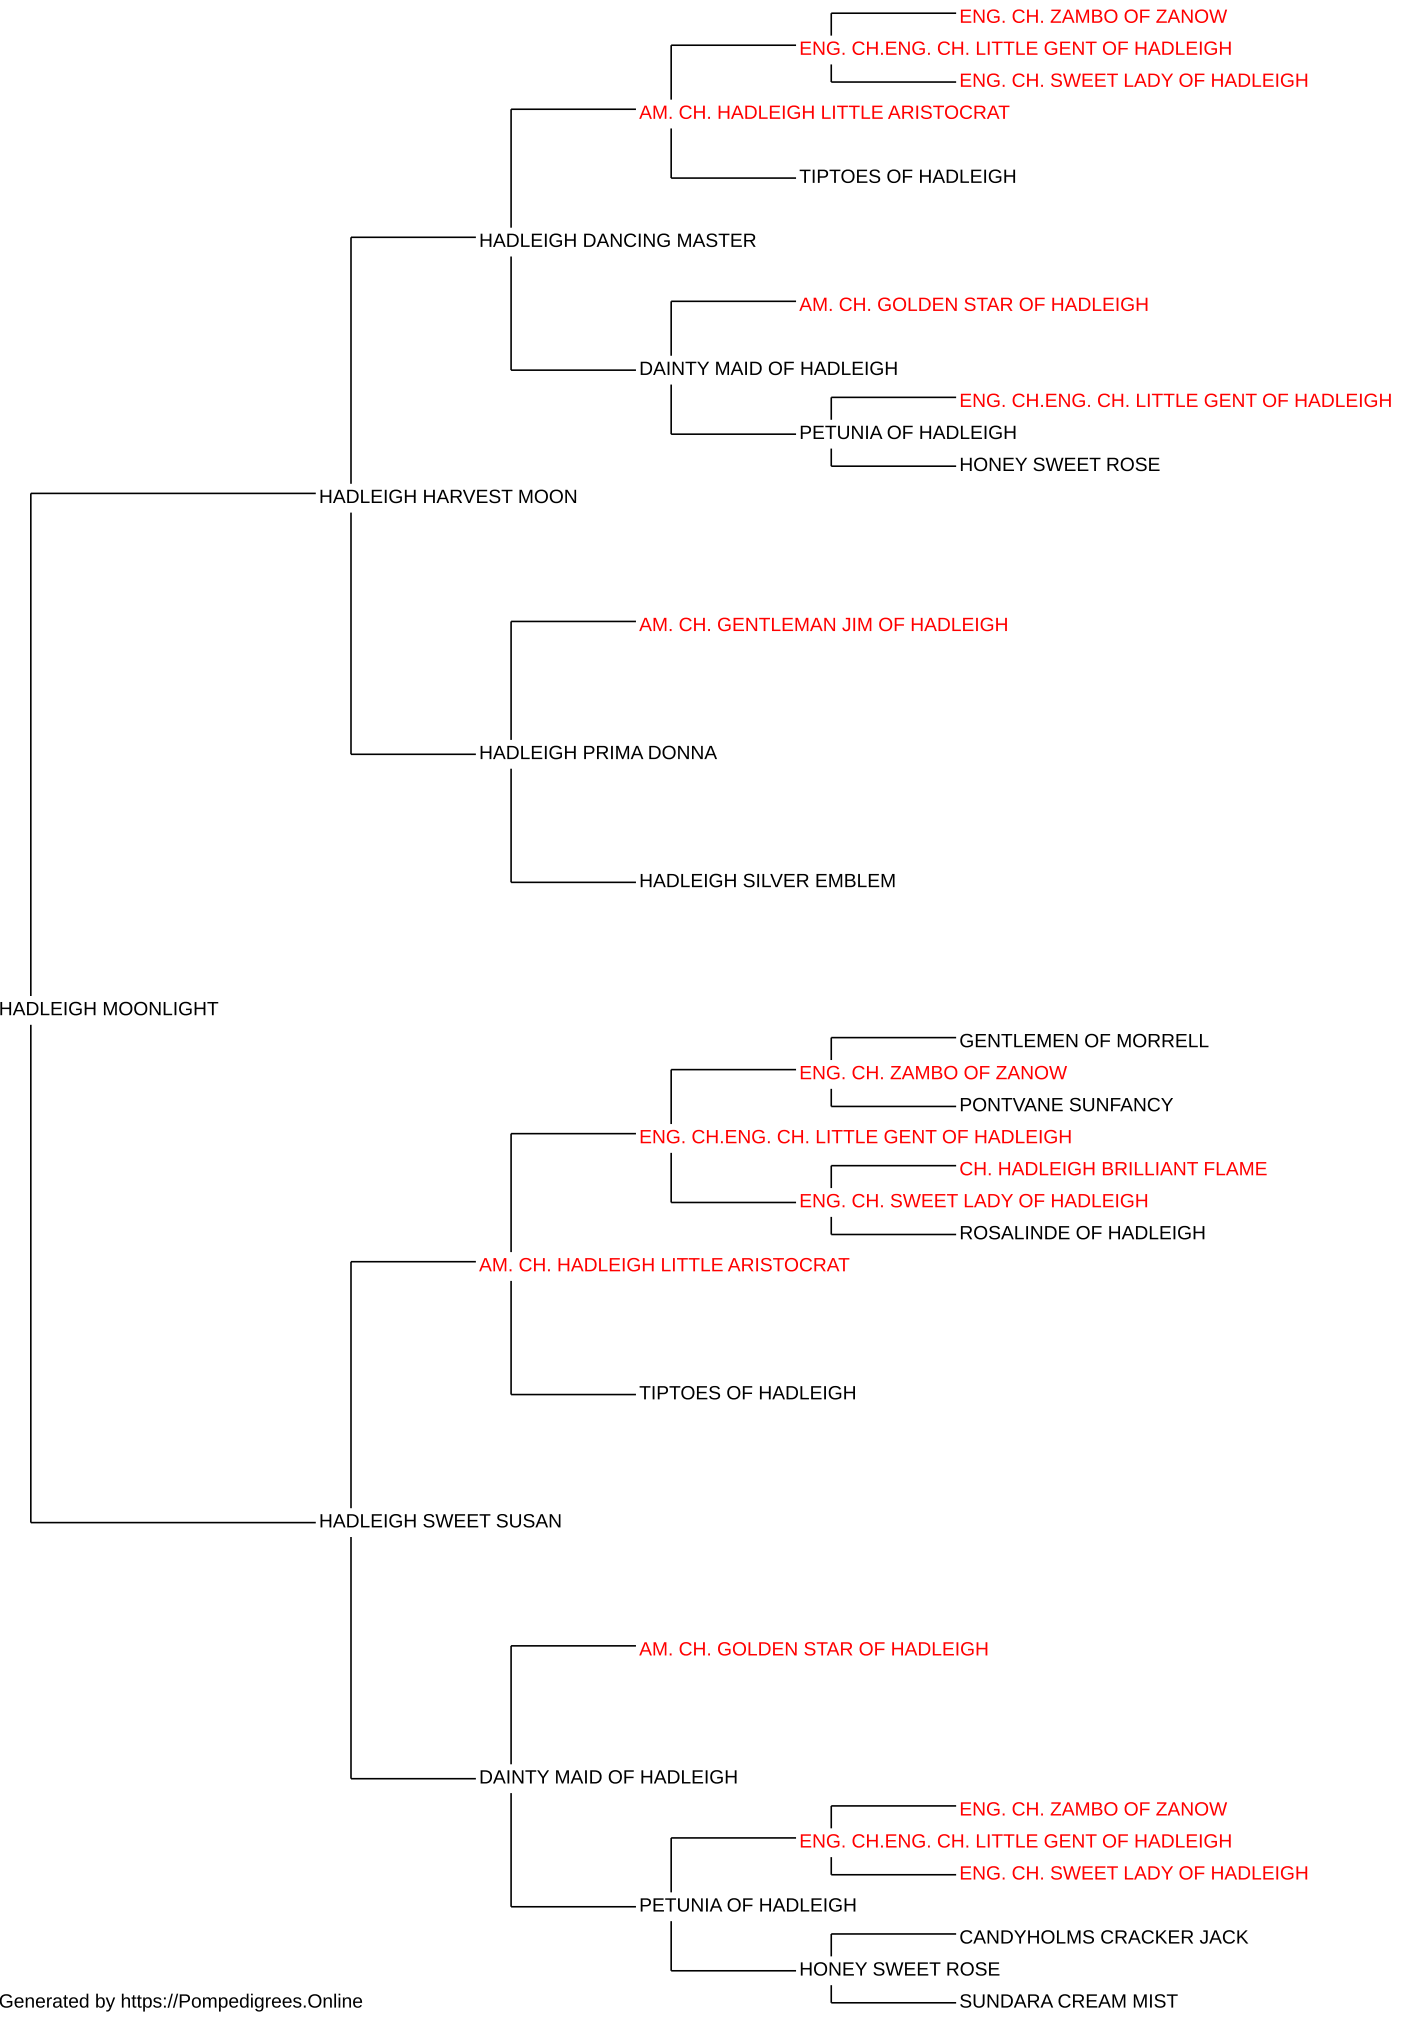 ENG. CH. ZAMBO OF ZANOW
ENG. CH.ENG. CH. LITTLE GENT OF HADLEIGH
ENG. CH. SWEET LADY OF HADLEIGH
AM. CH. HADLEIGH LITTLE ARISTOCRAT
TIPTOES OF HADLEIGH
HADLEIGH DANCING MASTER
AM. CH. GOLDEN STAR OF HADLEIGH
DAINTY MAID OF HADLEIGH
ENG. CH.ENG. CH. LITTLE GENT OF HADLEIGH
PETUNIA OF HADLEIGH
HONEY SWEET ROSE
HADLEIGH HARVEST MOON
AM. CH. GENTLEMAN JIM OF HADLEIGH
HADLEIGH PRIMA DONNA
HADLEIGH SILVER EMBLEM
HADLEIGH MOONLIGHT
GENTLEMEN OF MORRELL
ENG. CH. ZAMBO OF ZANOW
PONTVANE SUNFANCY
ENG. CH.ENG. CH. LITTLE GENT OF HADLEIGH
CH. HADLEIGH BRILLIANT FLAME
ENG. CH. SWEET LADY OF HADLEIGH
ROSALINDE OF HADLEIGH
AM. CH. HADLEIGH LITTLE ARISTOCRAT
TIPTOES OF HADLEIGH
HADLEIGH SWEET SUSAN
AM. CH. GOLDEN STAR OF HADLEIGH
DAINTY MAID OF HADLEIGH
ENG. CH. ZAMBO OF ZANOW
ENG. CH.ENG. CH. LITTLE GENT OF HADLEIGH
ENG. CH. SWEET LADY OF HADLEIGH
PETUNIA OF HADLEIGH
CANDYHOLMS CRACKER JACK
HONEY SWEET ROSE
SUNDARA CREAM MIST
Generated by https://Pompedigrees.Online